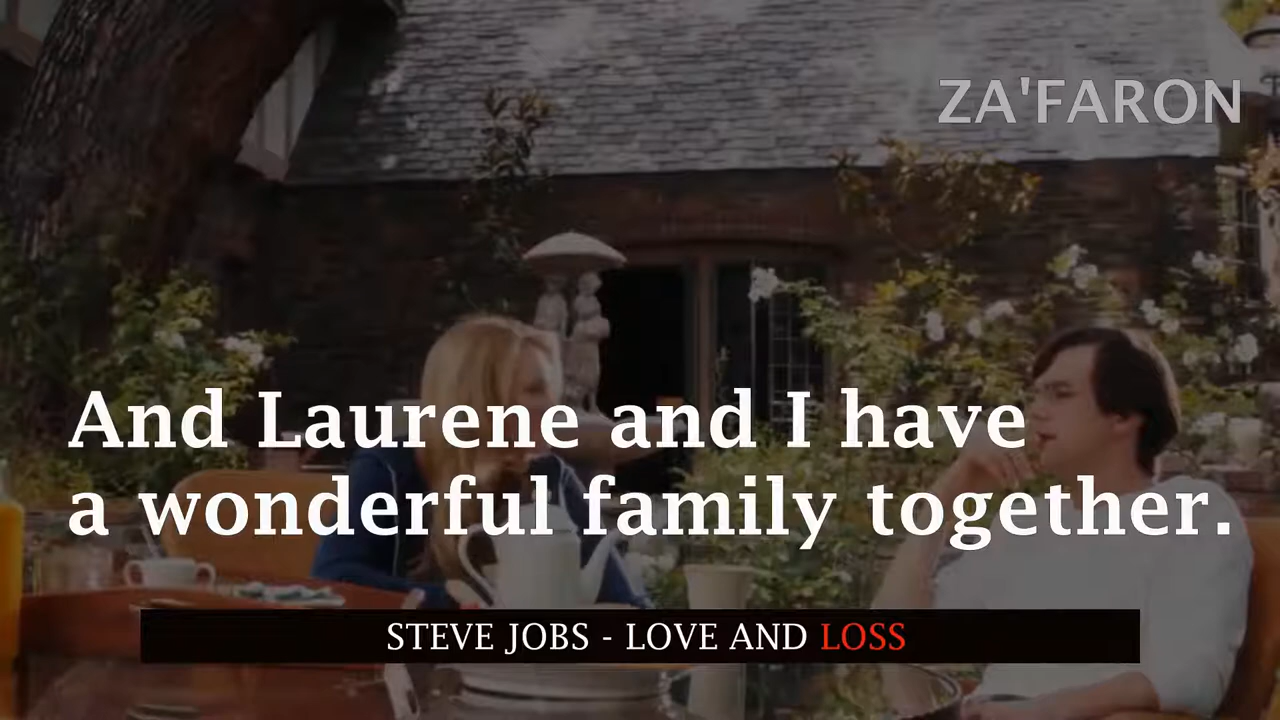 ZA'FARON
And Laurene and I have
a wonderful family together.
STEVE JOBS - LOVE AND LOSS